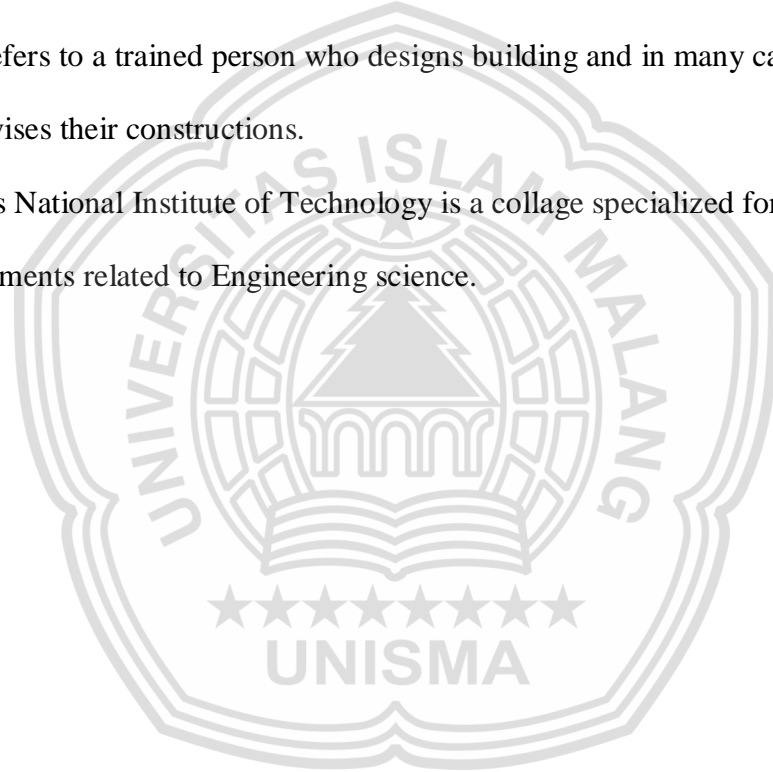 efers to a trained person who designs building and in many ca
vises their constructions.
s National Institute of Technology is a collage specialized for
ments related to Engineering science.
UNIVERSITAS ISLAM MALANG
UNISMA